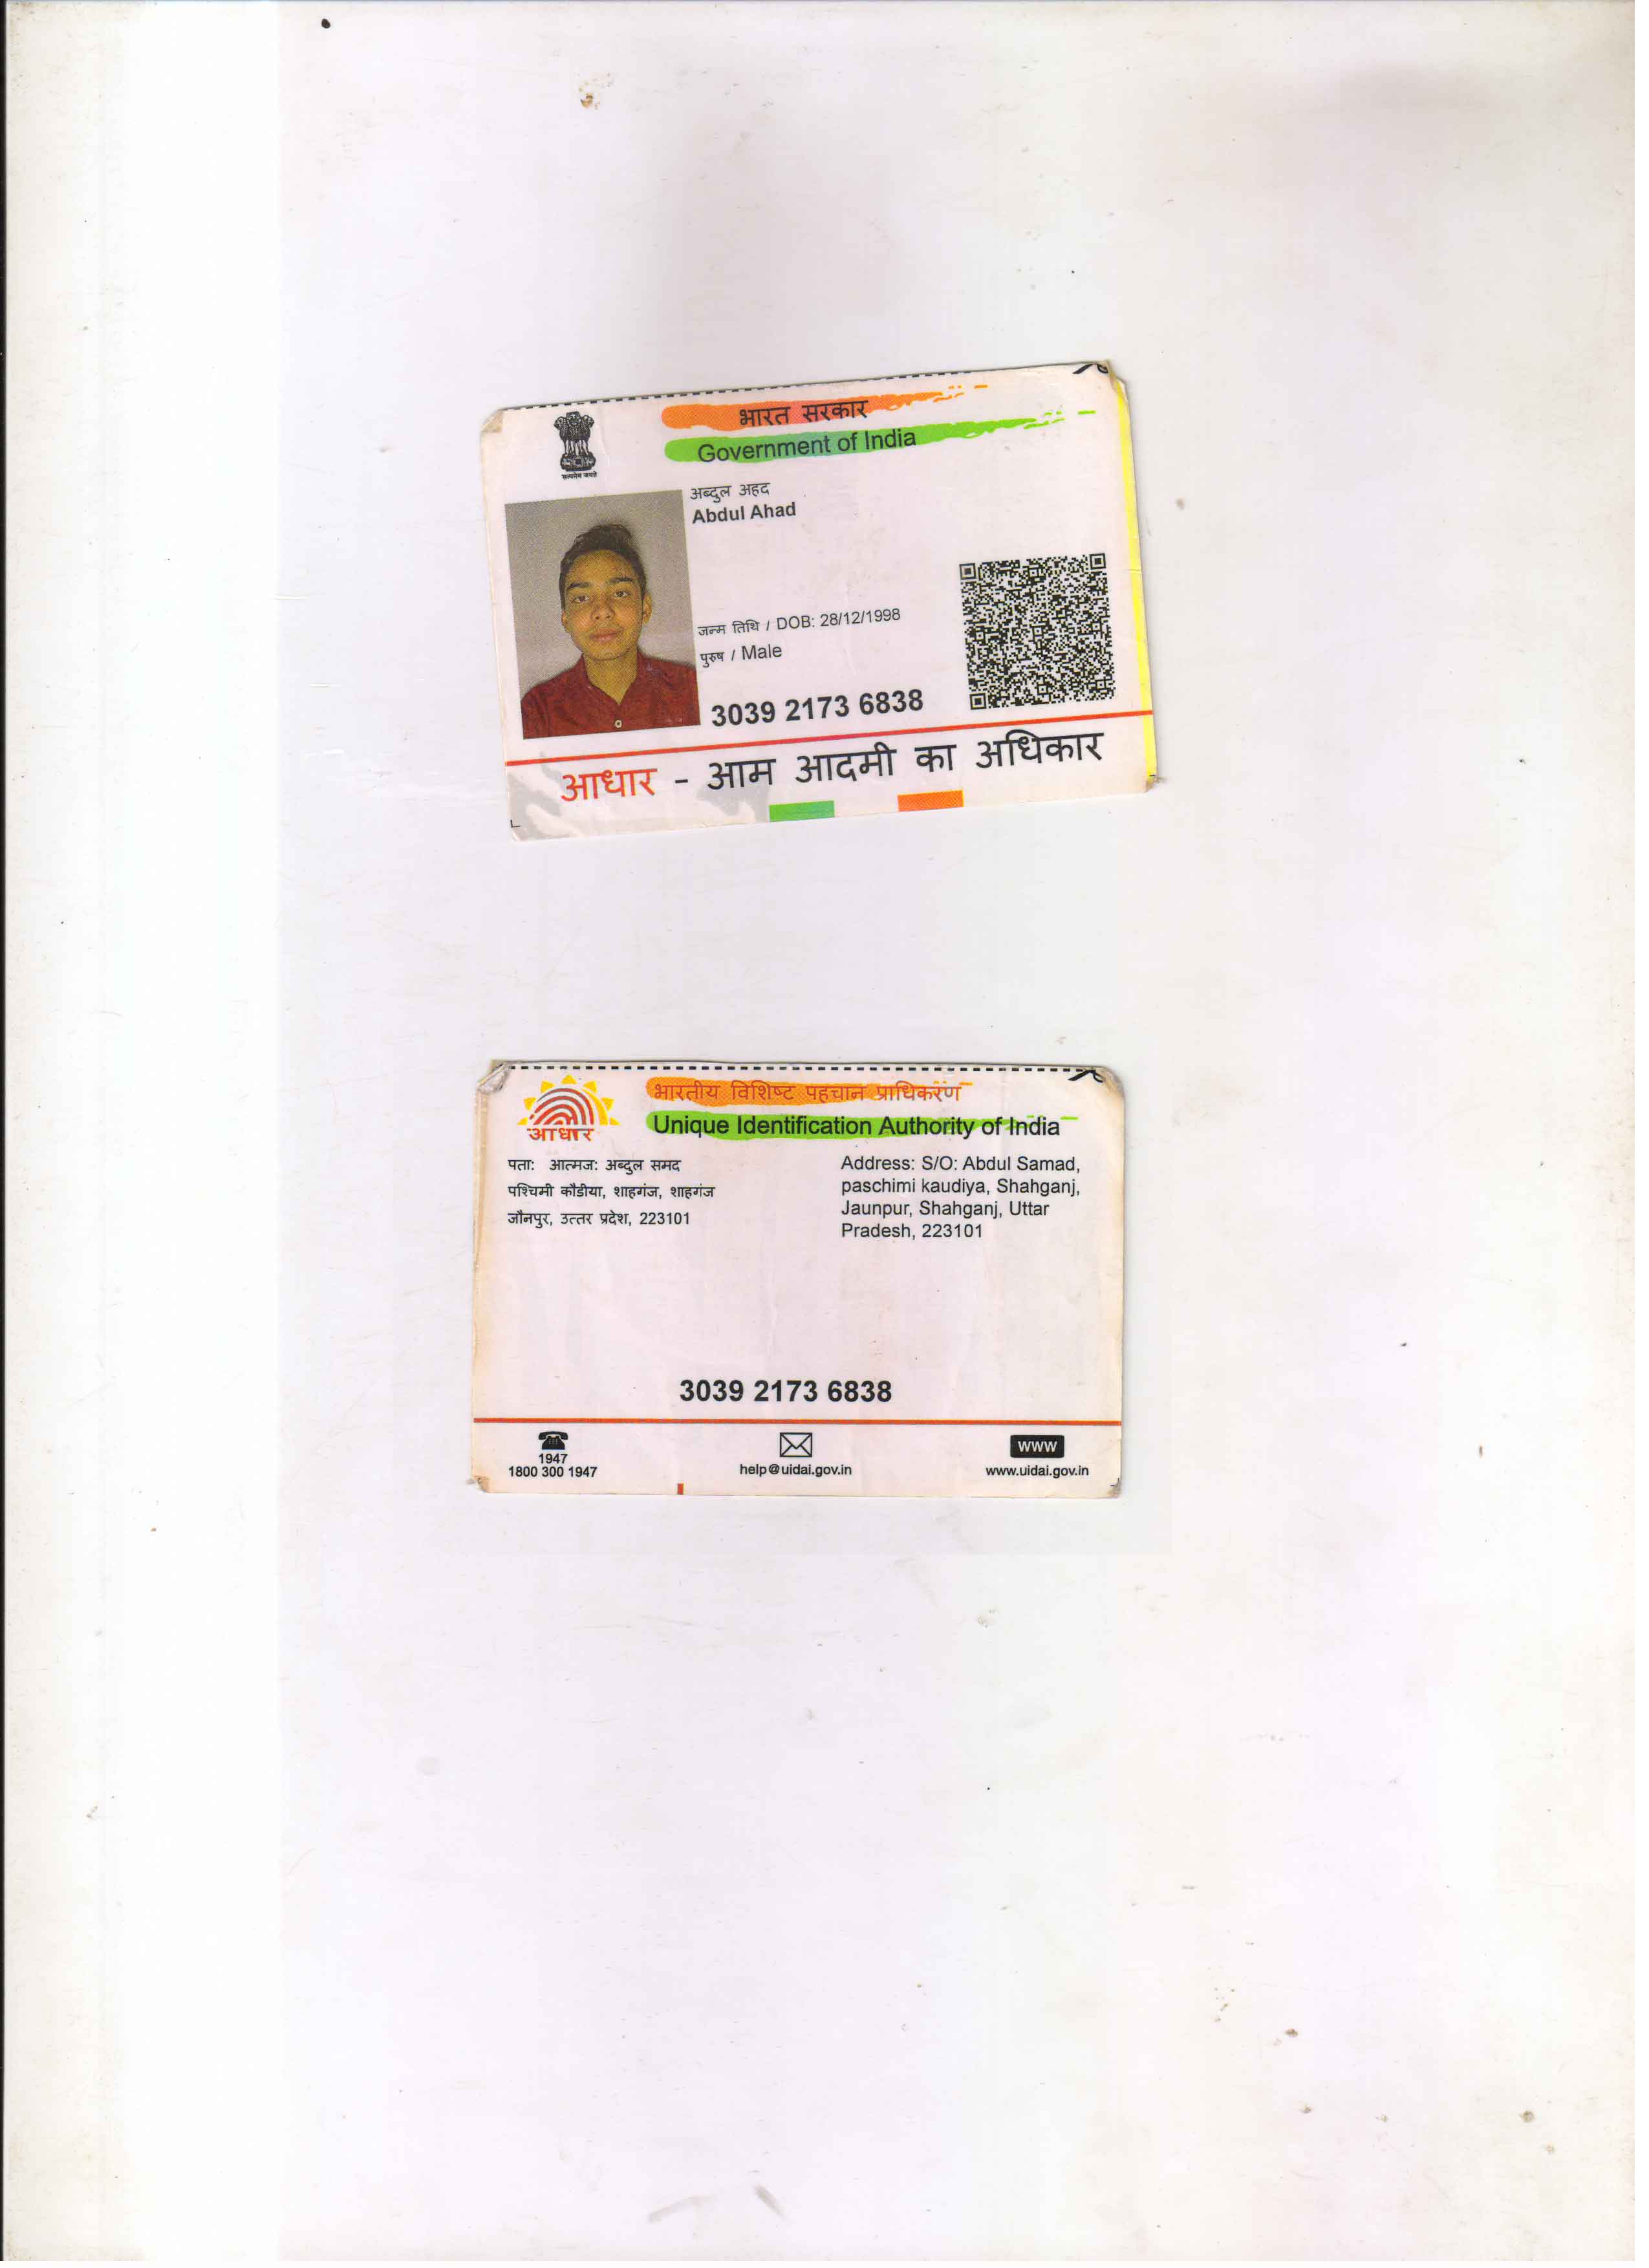 भारत सरकार
Government of India
सत्यमेव जयते
अब्दुल अहद
Abdul Ahad
जन्म तिथि / DOB: 28/12/1998
पुरुष / Male
3039 2173 6838
आधार - आम आदमी का अधिकार
भारतीय विशिष्ट पहचान प्राधिकरण
Unique Identification Authority of India
आधार
पता: आत्मज: अब्दुल समद
पश्चिमी कौडीया, शाहगंज, शाहगंज
जौनपुर, उत्तर प्रदेश, 223101
Address: S/O: Abdul Samad,
paschimi kaudiya, Shahganj,
Jaunpur, Shahganj, Uttar
Pradesh, 223101
3039 2173 6838
1947
1800 300 1947
help@uidai.gov.in
www
www.uidai.gov.in